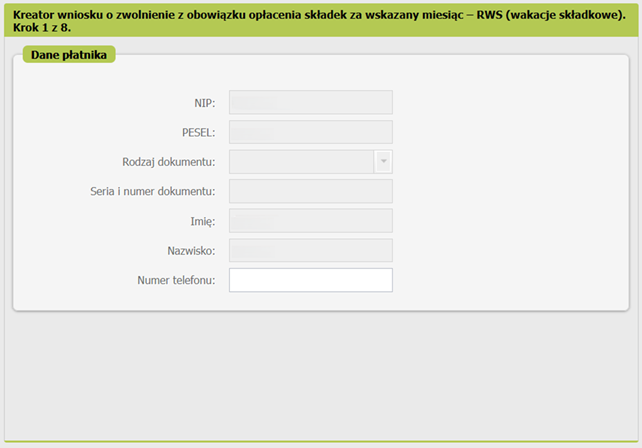 Kreator wniosku o zwolnienie z obowiązku opłacenia składek za wskazany miesiąc – RWS (wakacje składkowe).
Krok 1 z 8.
Dane płatnika
NIP:
PESEL:
Rodzaj dokumentu:
Seria i numer dokumentu:
Imię:
Nazwisko:
Numer telefonu: